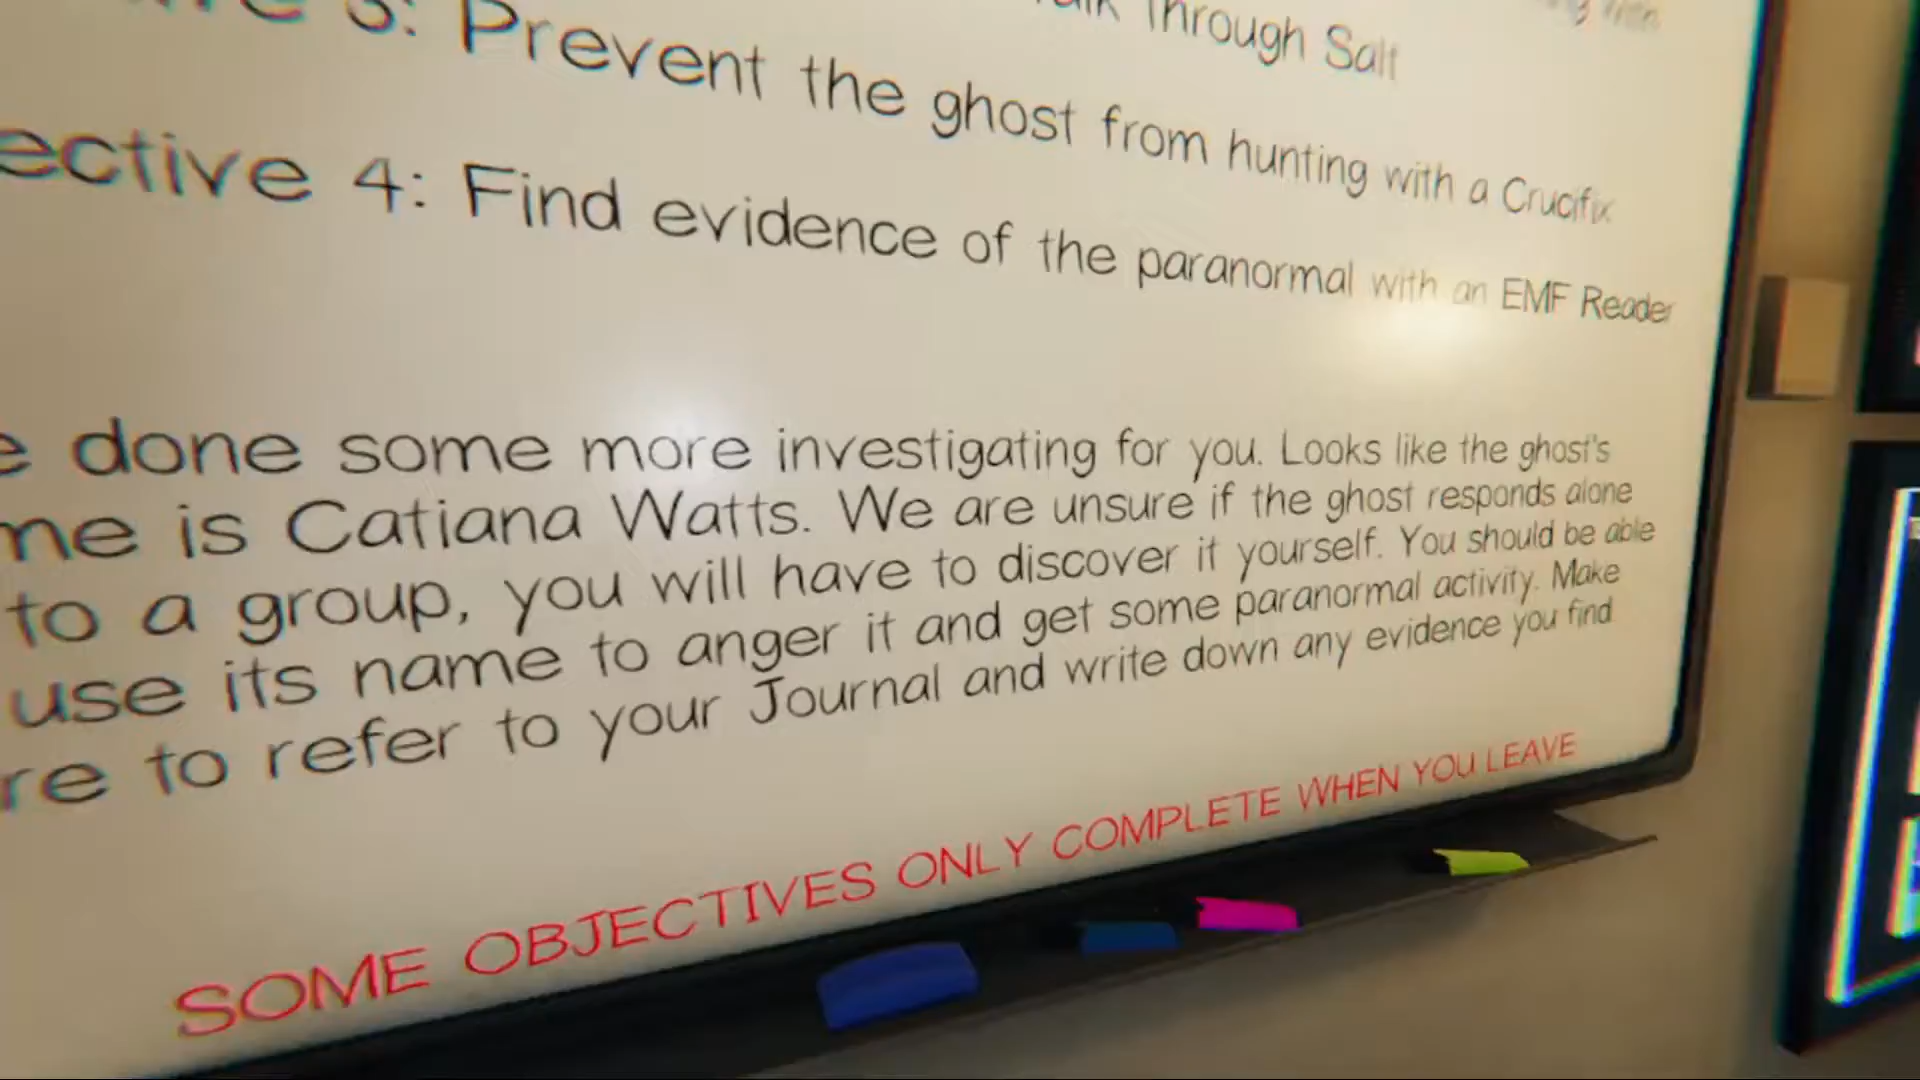 Through Salt
3: Prevent the ghost from hunting with a Crucifix
ective 4: Find evidence of the paranormal with an EMF Reader
e done some more investigating for you. Looks like the ghost's
me is Catiana Watts. We are unsure if the ghost responds alone
to a group, you will have to discover it yourself. You should be able
use its name to anger it and get some paranormal activity. Make
re to refer to your Journal and write down any evidence you find
SOME OBJECTIVES ONLY COMPLETE WHEN YOU LEAVE